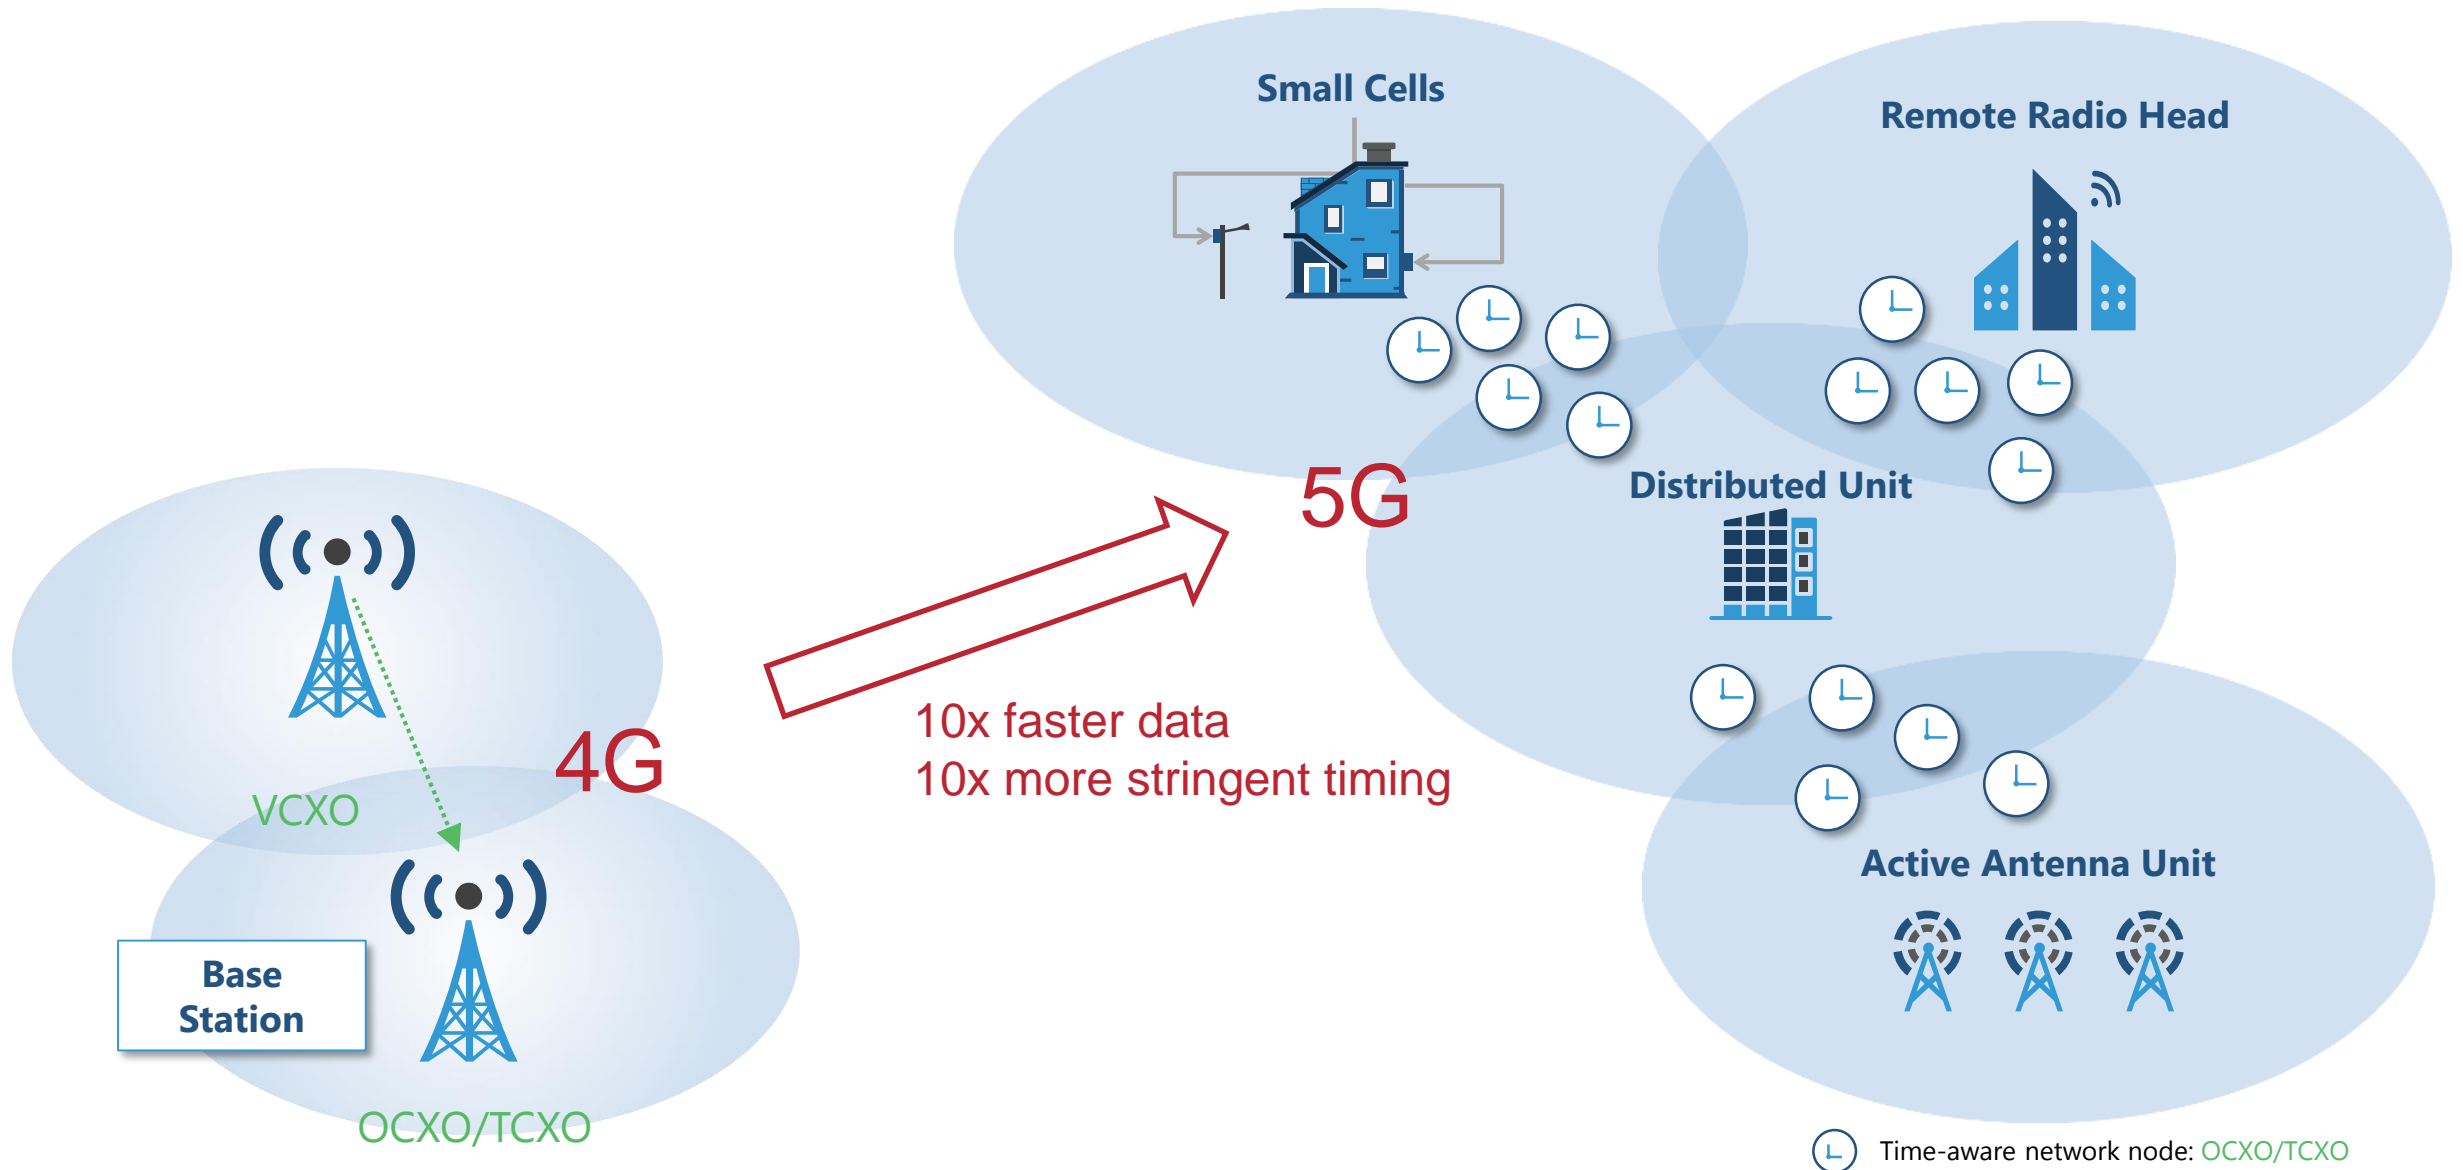 Small Cells
Remote Radio Head
5G
Distributed Unit
4G
10x faster data
10x more stringent timing
VCXO
Active Antenna Unit
Base
Station
OCXO/TCXO
Time-aware network node: OCXO/TCXO